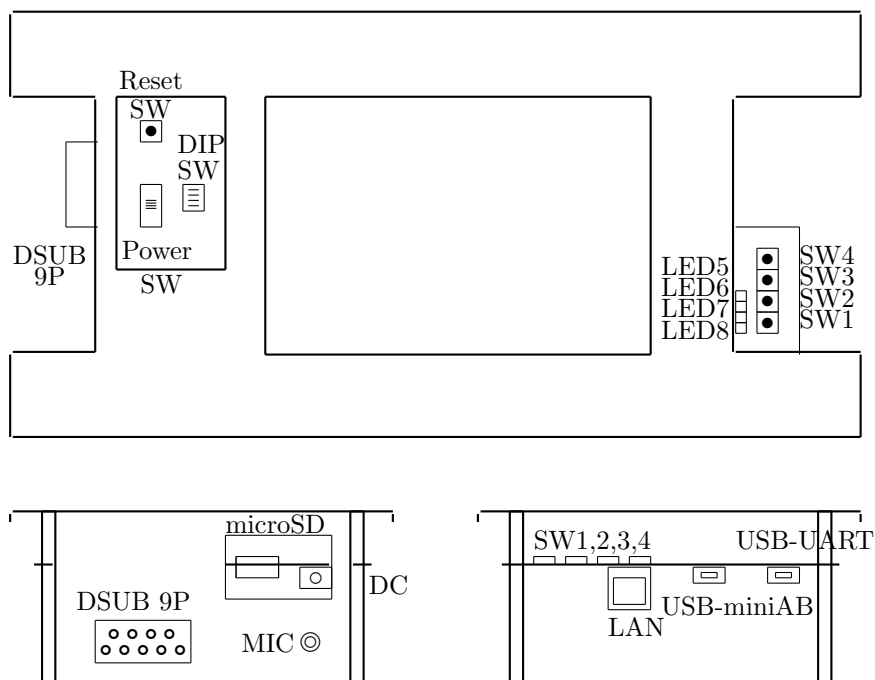 Reset
SW
DIP
SW
Power
SW
DSUB
9P
LED5
LED6
LED7
LED8
SW4
SW3
SW2
SW1
microSD
DC
DSUB 9P
MIC
SW1,2,3,4
USB-UART
USB-miniAB
LAN